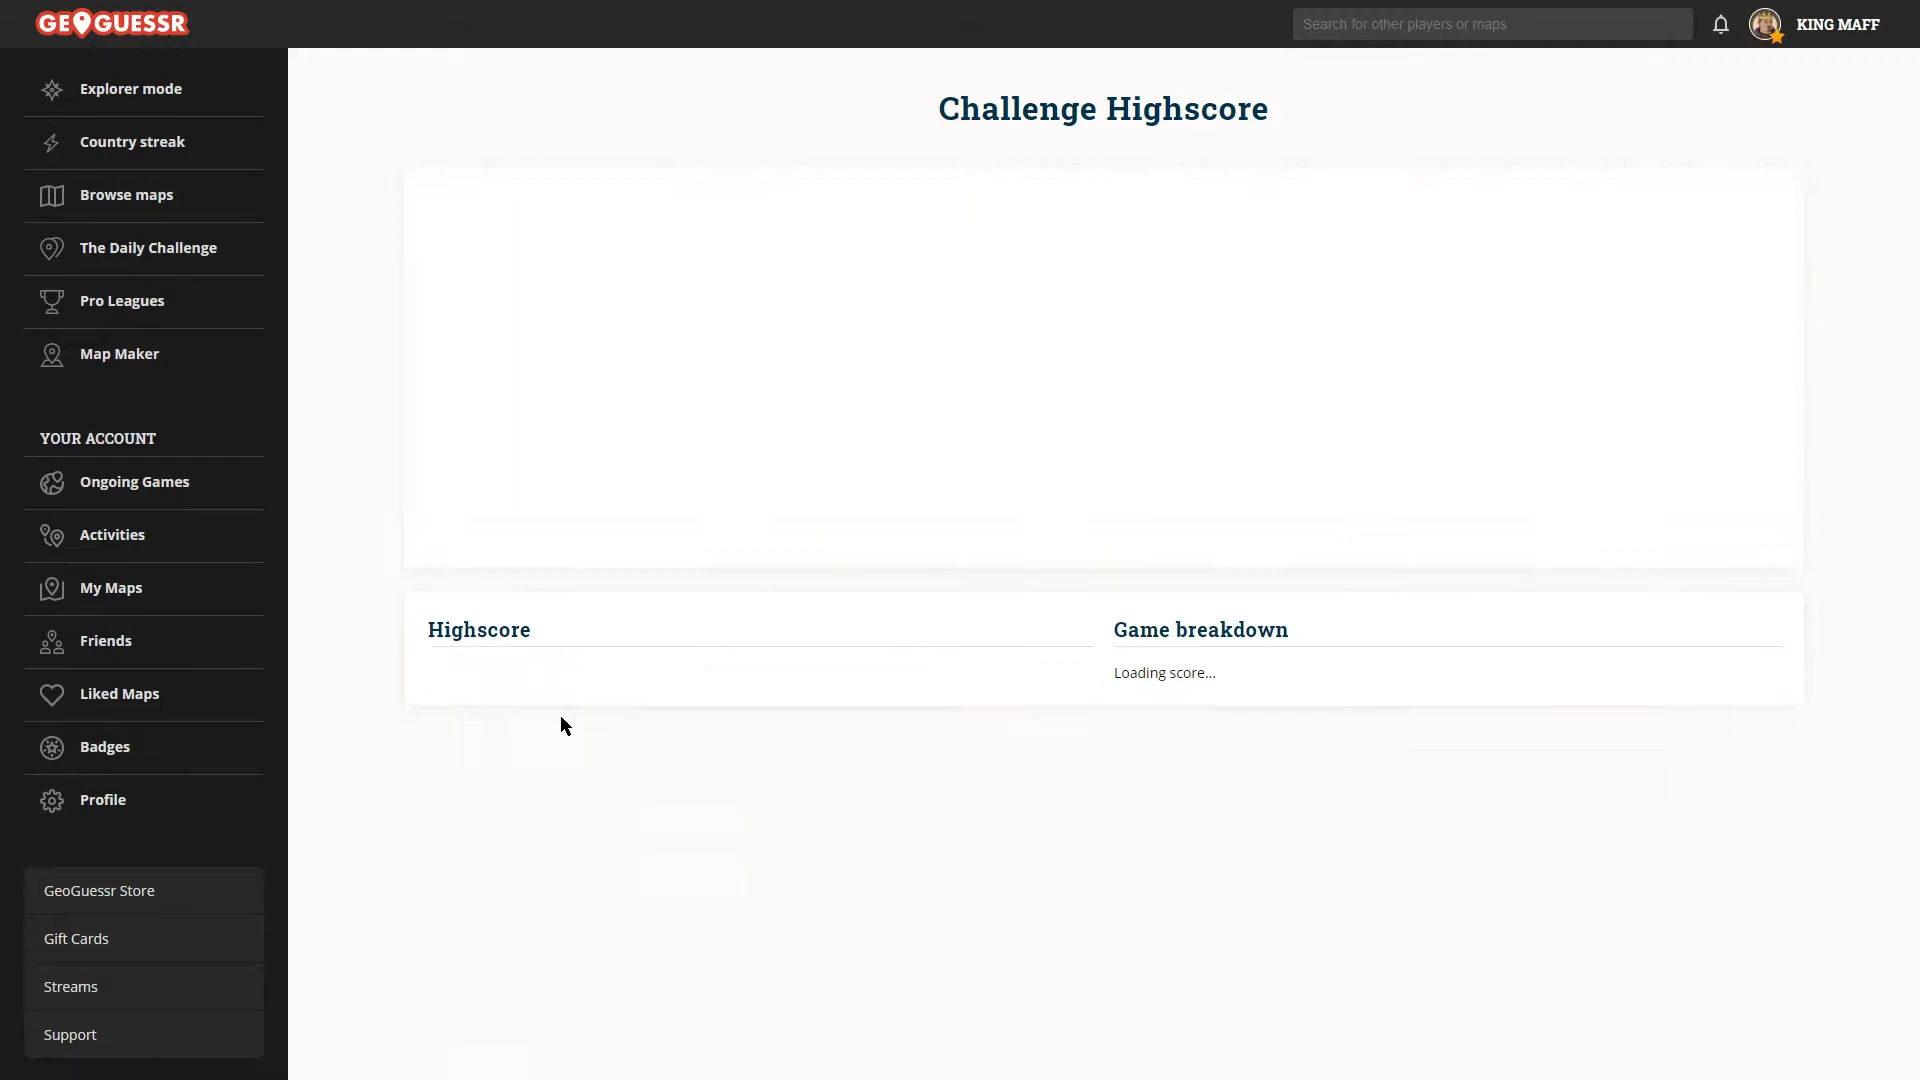 GEOGUESSR
Search for other players or maps
KING MAFF
Explorer mode
Country streak
Browse maps
The Daily Challenge
Pro Leagues
Map Maker
YOUR ACCOUNT
Ongoing Games
Activities
My Maps
Friends
Liked Maps
Badges
Profile
GeoGuessr Store
Gift Cards
Streams
Support
Challenge Highscore
Highscore
Game breakdown
Loading score...